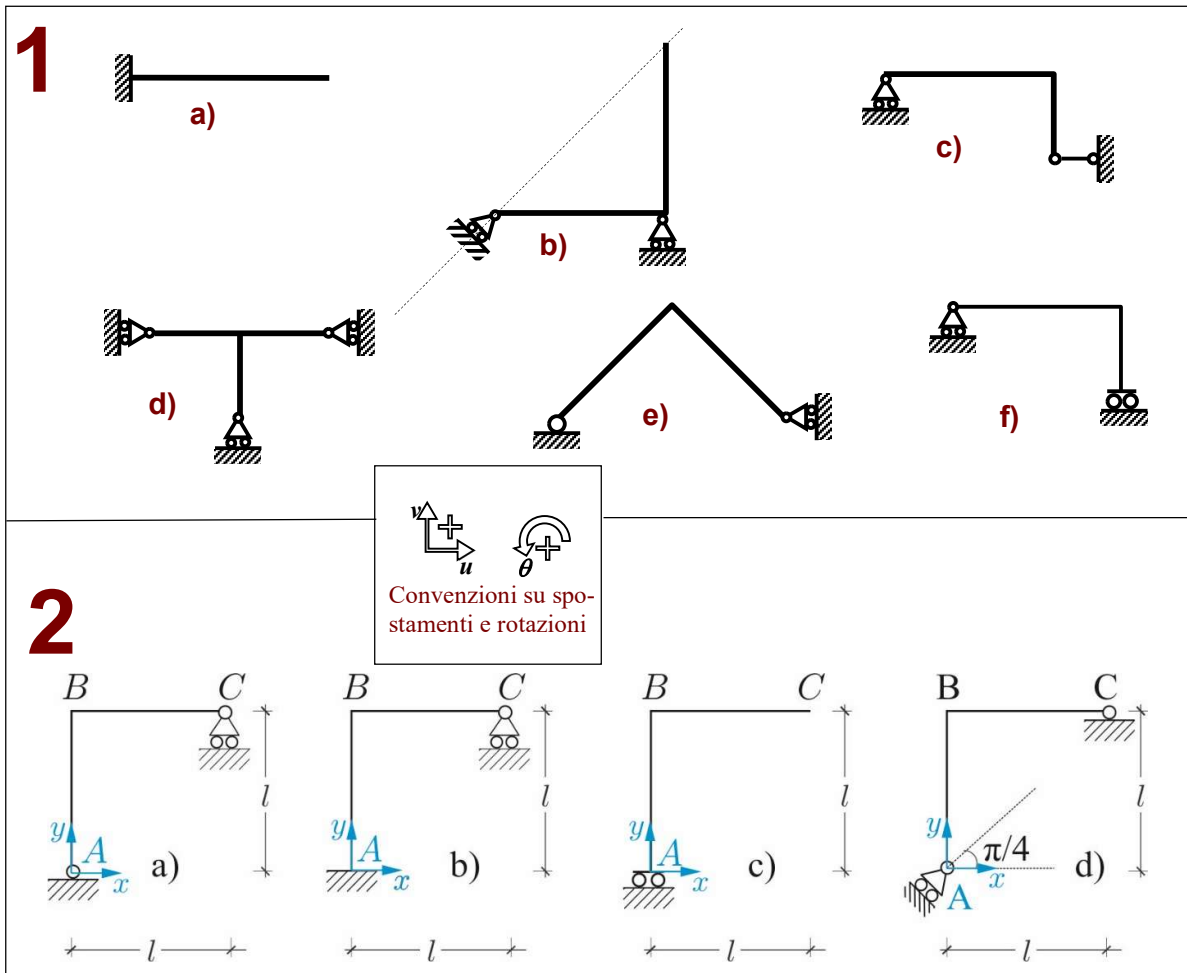 1
a)
b)
c)
d)
e)
f)
v
u
θ
Convenzioni su spo-
stamenti e rotazioni
2
B C
l
y A
x
a)
l
B C
l
y A
x
b)
l
B C
l
y A
x
c)
l
B C
l
y π/4
x
A
d)
l